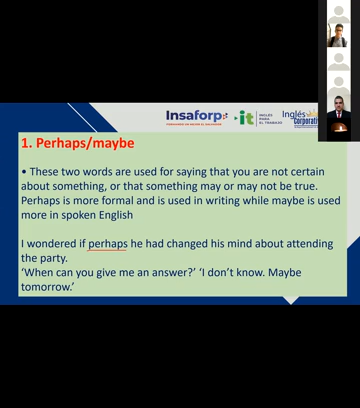 Insaforp
it
INGLÉS
PARA
EL TRABAJO
Inglés
Corporativo
1. Perhaps/maybe
• These two words are used for saying that you are not certain
about something, or that something may or may not be true.
Perhaps is more formal and is used in writing while maybe is used
more in spoken English
I wondered if perhaps he had changed his mind about attending
the party.
‘When can you give me an answer?’ ‘I don’t know. Maybe
tomorrow.’